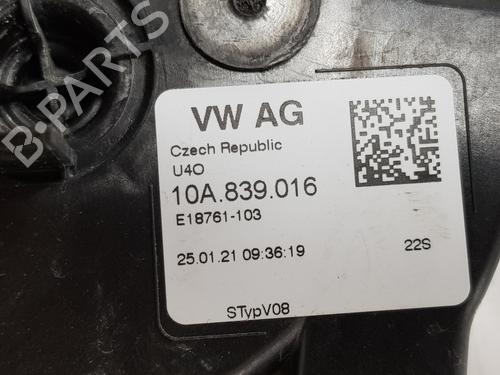 B-PARTS
VW AG
Czech Republic
U4O
10A.839.016
E18761-103
25.01.21 09:36:19 22S
STypV08